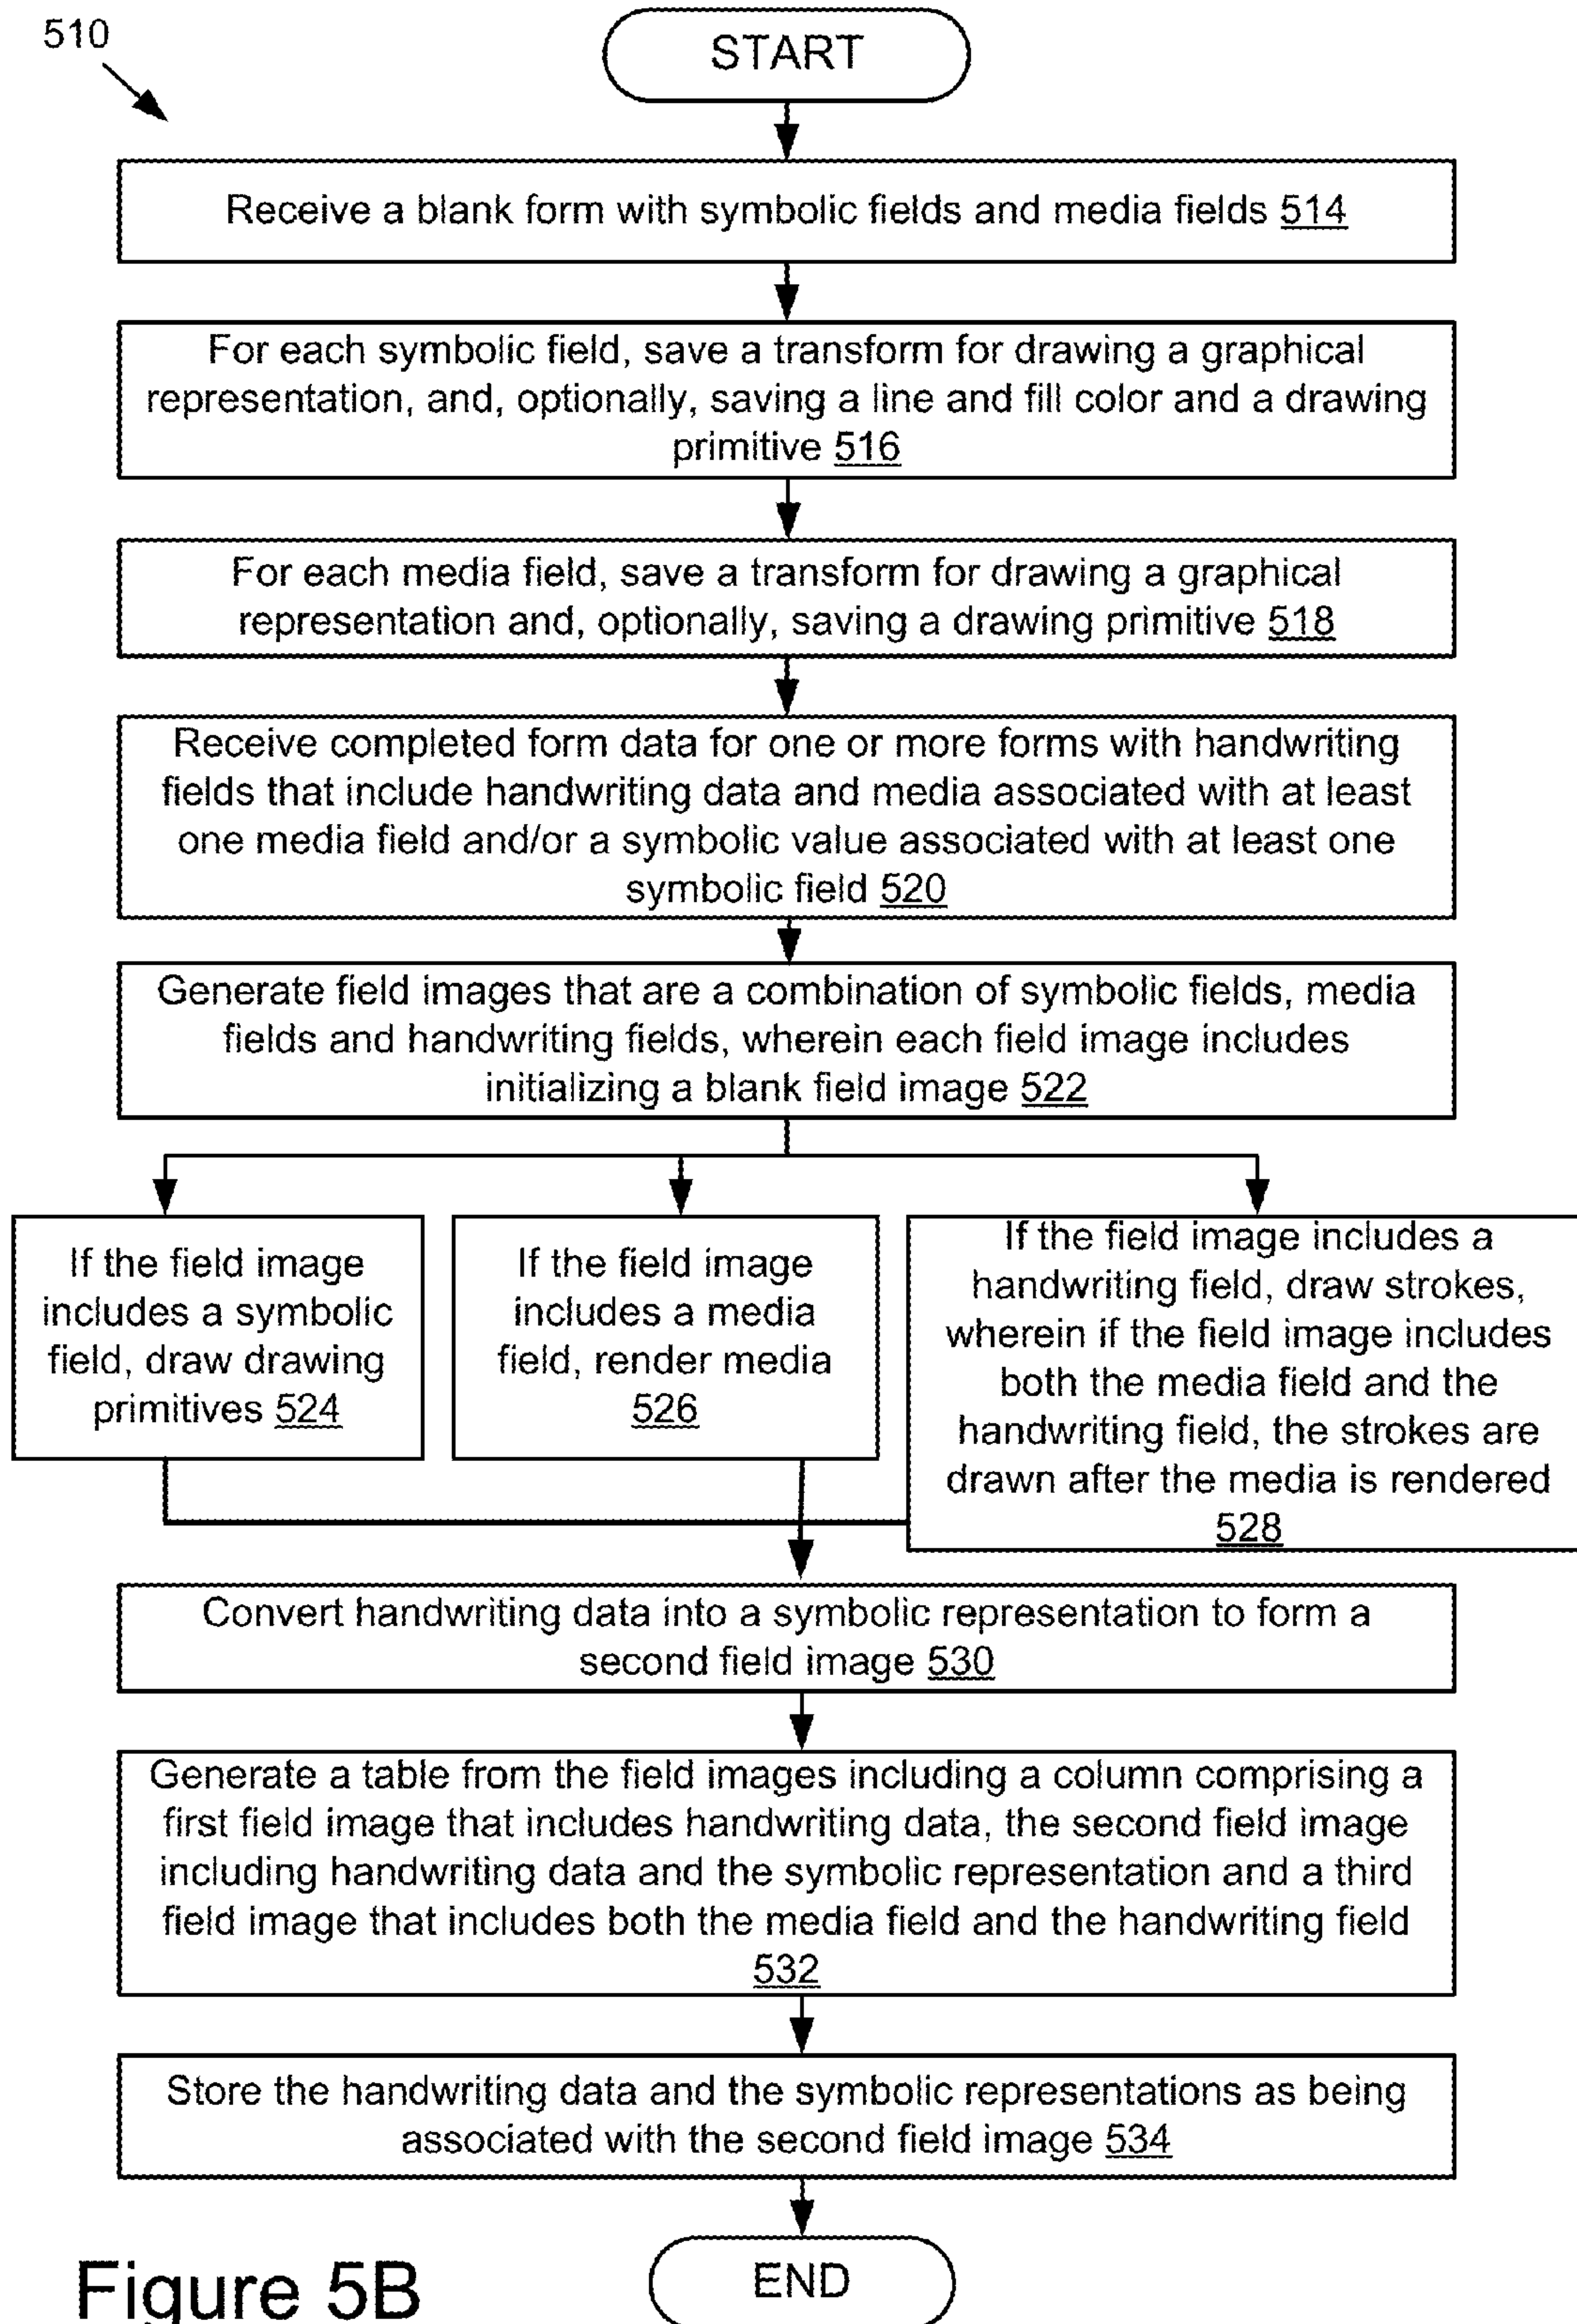 510
START
Receive a blank form with symbolic fields and media fields 514
For each symbolic field, save a transform for drawing a graphical
representation, and, optionally, saving a line and fill color and a drawing
primitive 516
For each media field, save a transform for drawing a graphical
representation and, optionally, saving a drawing primitive 518
Receive completed form data for one or more forms with handwriting
fields that include handwriting data and media associated with at least
one media field and/or a symbolic value associated with at least one
symbolic field 520
Generate field images that are a combination of symbolic fields, media
fields and handwriting fields, wherein each field image includes
initializing a blank field image 522
If the field image
includes a symbolic
field, draw drawing
primitives 524
If the field image
includes a media
field, render media
526
If the field image includes a
handwriting field, draw strokes,
wherein if the field image includes
both the media field and the
handwriting field, the strokes are
drawn after the media is rendered
528
Convert handwriting data into a symbolic representation to form a
second field image 530
Generate a table from the field images including a column comprising a
first field image that includes handwriting data, the second field image
including handwriting data and the symbolic representation and a third
field image that includes both the media field and the handwriting field
532
Store the handwriting data and the symbolic representations as being
associated with the second field image 534
END
Figure 5B